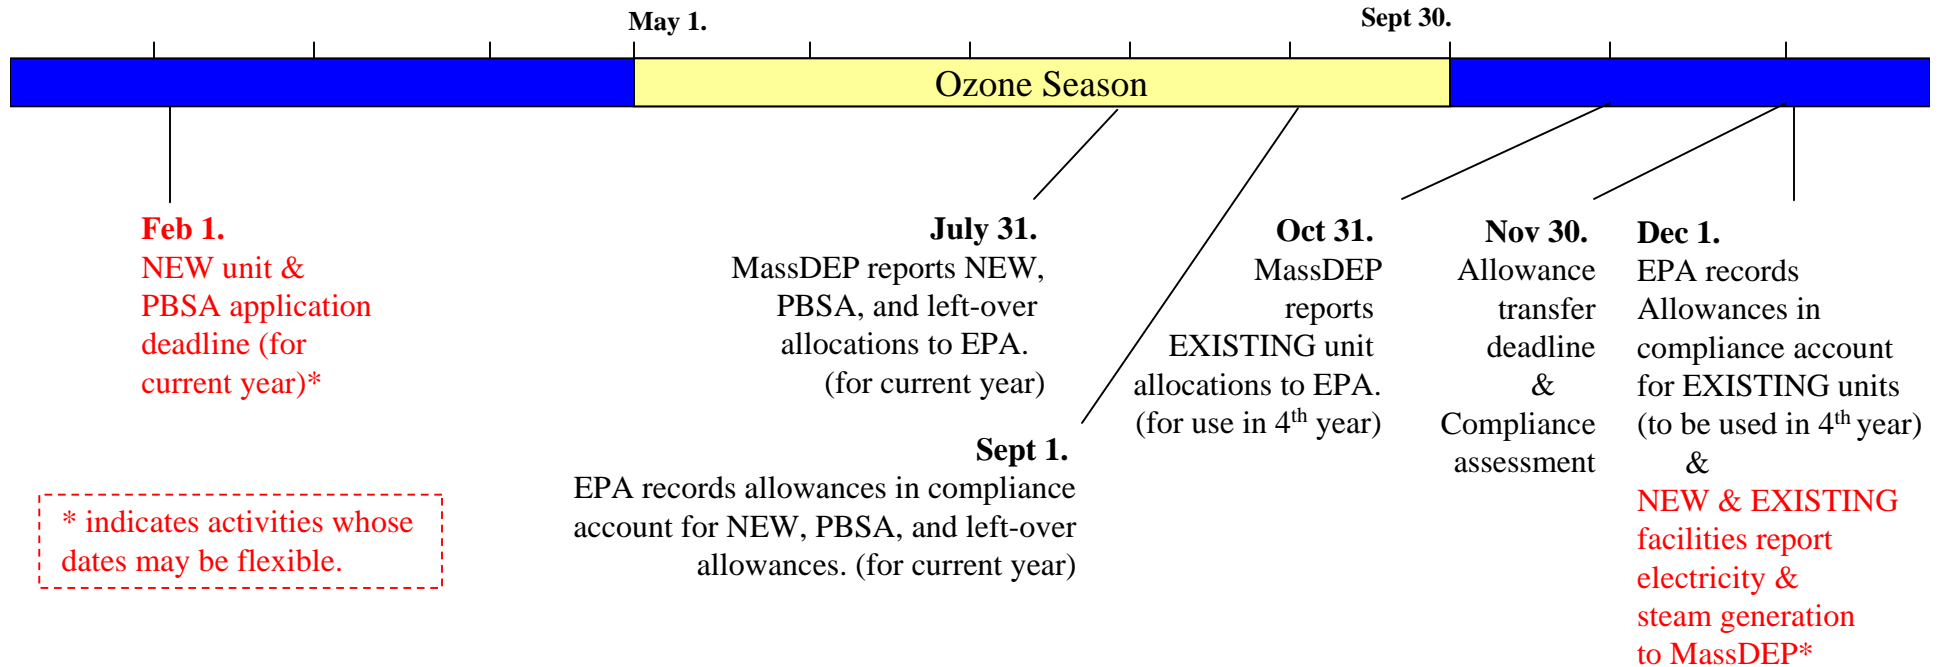 May 1.
Sept 30.
Ozone Season
Feb 1.
NEW unit &
PBSA application
deadline (for
current year)*
July 31.
MassDEP reports NEW,
PBSA, and left-over
allocations to EPA.
(for current year)
Sept 1.
EPA records allowances in compliance
account for NEW, PBSA, and left-over
allowances. (for current year)
Oct 31.
MassDEP
reports
EXISTING unit
allocations to EPA.
(for use in 4th year)
Nov 30.
Allowance
transfer
deadline
&
Compliance
assessment
Dec 1.
EPA records
Allowances in
compliance account
for EXISTING units
(to be used in 4th year)
&
NEW & EXISTING
facilities report
electricity &
steam generation
to MassDEP*
* indicates activities whose
dates may be flexible.